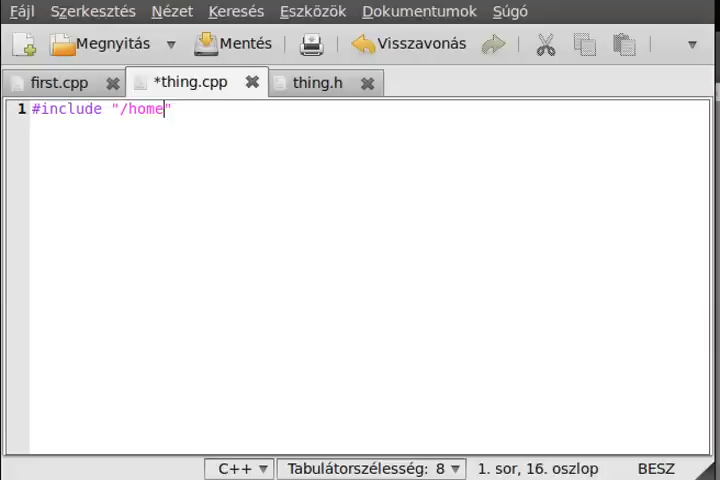 Fájl Szerkesztés Nézet Keresés Eszközök Dokumentumok Súgó
Megnyitás Mentés Visszavonás
first.cpp *thing.cpp thing.h
1 #include "/home"
C++ Tabulátorszélesség: 8 1. sor, 16. oszlop BESZ